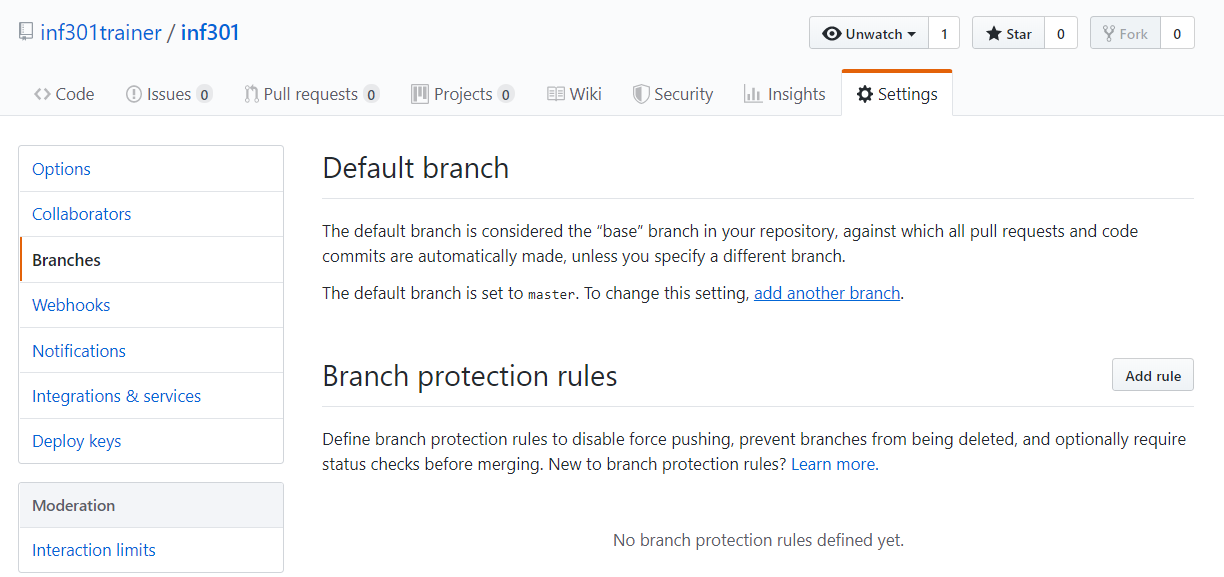 inf301trainer / inf301
Unwatch 1 Star 0 Fork 0
Code Issues 0 Pull requests 0 Projects 0 Wiki Security Insights Settings
Options
Collaborators
Branches
Webhooks
Notifications
Integrations & services
Deploy keys
Moderation
Interaction limits
Default branch
The default branch is considered the “base” branch in your repository, against which all pull requests and code
commits are automatically made, unless you specify a different branch.
The default branch is set to master. To change this setting, add another branch.
Branch protection rules
Add rule
Define branch protection rules to disable force pushing, prevent branches from being deleted, and optionally require
status checks before merging. New to branch protection rules? Learn more.
No branch protection rules defined yet.